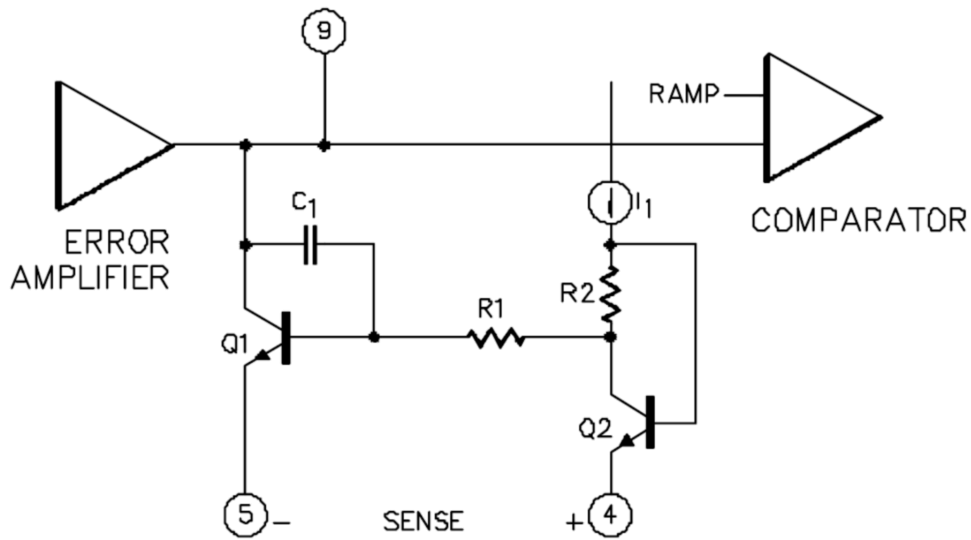 9
RAMP
C1
I1
ERROR
AMPLIFIER
COMPARATOR
R2
R1
Q1
Q2
5
−
SENSE
+
4